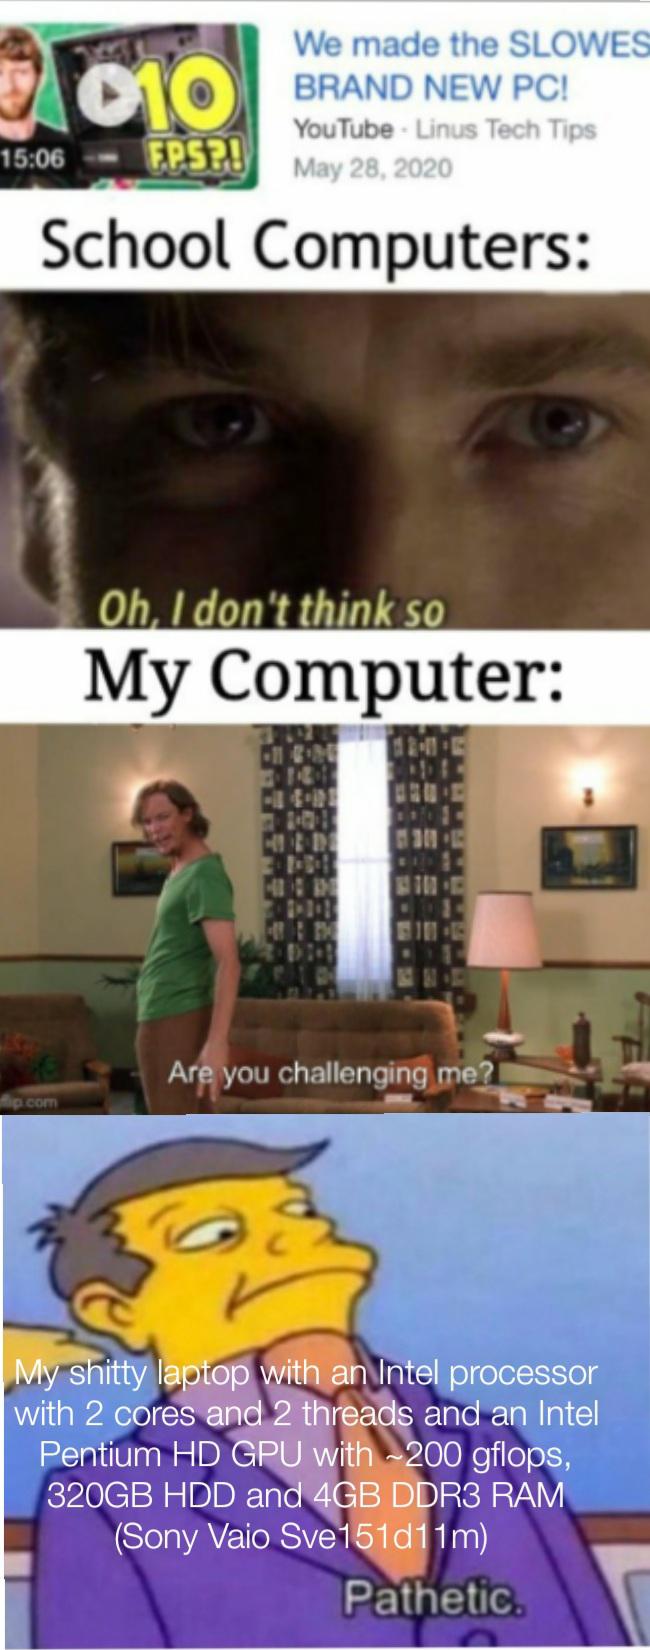 We made the SLOWES
BRAND NEW PC!
YouTube · Linus Tech Tips
May 28, 2020
10
FPS?!
15:06
School Computers:
Oh, I don't think so
My Computer:
Are you challenging me?
flip.com
My shitty laptop with an Intel processor
with 2 cores and 2 threads and an Intel
Pentium HD GPU with ~200 gflops,
320GB HDD and 4GB DDR3 RAM
(Sony Vaio Sve151d11m)
Pathetic.